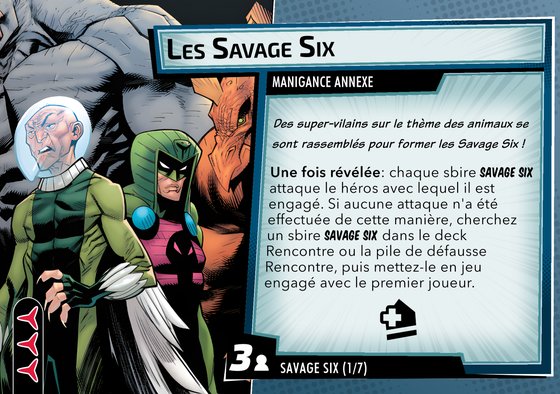 Les Savage Six
MANIGANCE ANNEXE
Des super-vilains sur le thème des animaux se
sont rassemblés pour former les Savage Six !
Une fois révélée: chaque sbire SAVAGE SIX
attaque le héros avec lequel il est
engagé. Si aucune attaque n'a été
effectuée de cette manière, cherchez
un sbire SAVAGE SIX dans le deck
Rencontre ou la pile de défausse
Rencontre, puis mettez-le en jeu
engagé avec le premier joueur.
3
SAVAGE SIX (1/7)